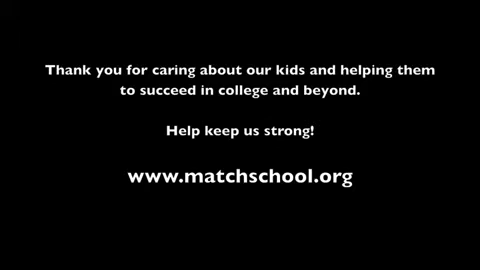 Thank you for caring about our kids and helping them
to succeed in college and beyond.
Help keep us strong!
www.matchschool.org